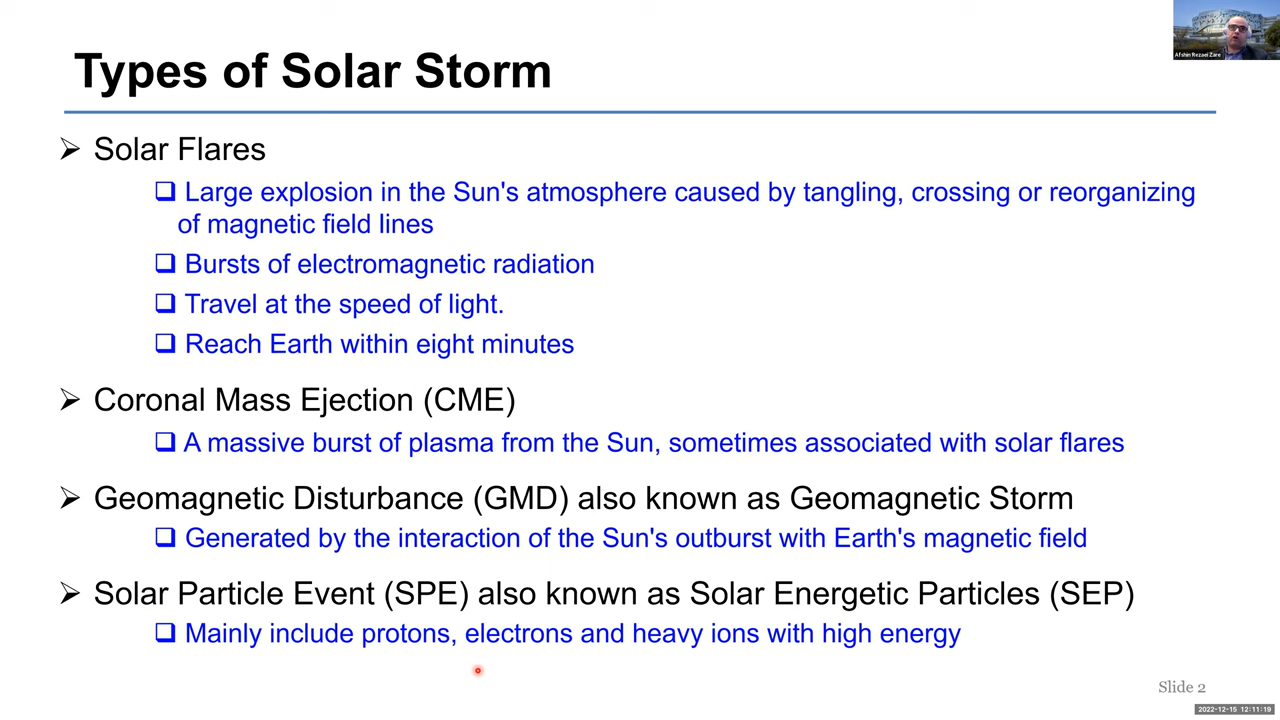 Afshin Rezaei Zare
Types of Solar Storm
➢ Solar Flares
❑ Large explosion in the Sun's atmosphere caused by tangling, crossing or reorganizing
of magnetic field lines
❑ Bursts of electromagnetic radiation
❑ Travel at the speed of light.
❑ Reach Earth within eight minutes
➢ Coronal Mass Ejection (CME)
❑ A massive burst of plasma from the Sun, sometimes associated with solar flares
➢ Geomagnetic Disturbance (GMD) also known as Geomagnetic Storm
❑ Generated by the interaction of the Sun's outburst with Earth's magnetic field
➢ Solar Particle Event (SPE) also known as Solar Energetic Particles (SEP)
❑ Mainly include protons, electrons and heavy ions with high energy
Slide 2
2022-12-15 12:11:19